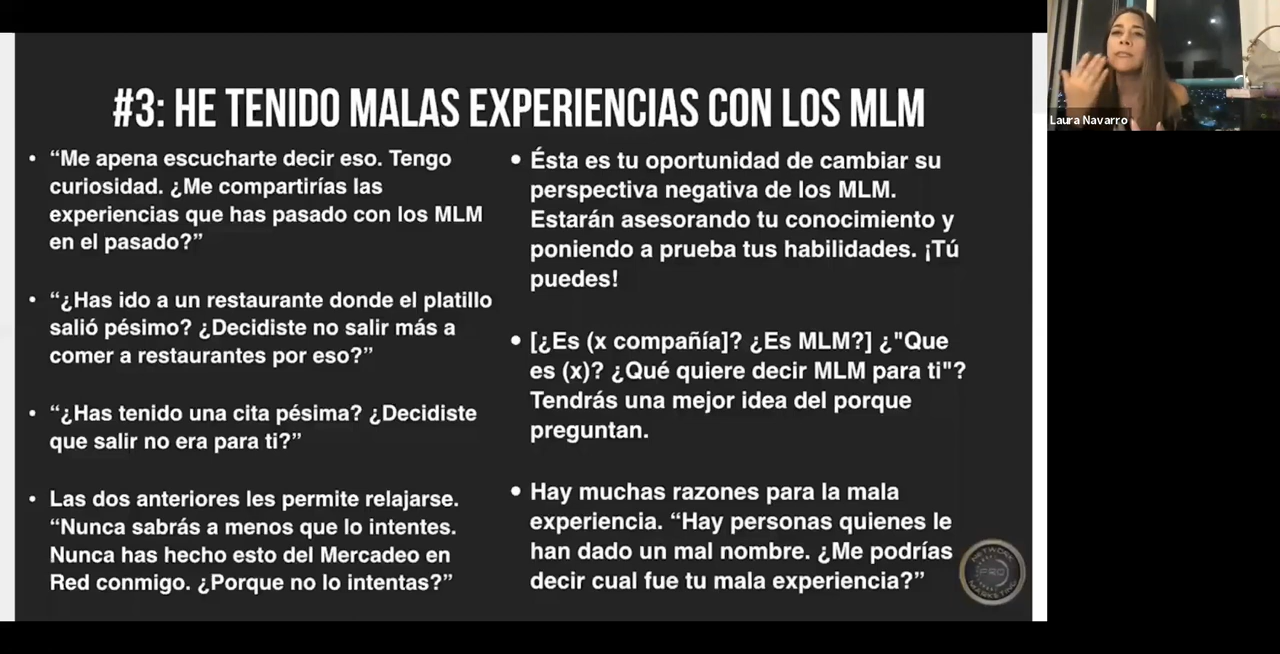 #3: HE TENIDO MALAS EXPERIENCIAS CON LOS MLM
• “Me apena escucharte decir eso. Tengo
curiosidad. ¿Me compartirías las
experiencias que has pasado con los MLM
en el pasado?”
• “¿Has ido a un restaurante donde el platillo
salió pésimo? ¿Decidiste no salir más a
comer a restaurantes por eso?”
• “¿Has tenido una cita pésima? ¿Decidiste
que salir no era para ti?”
• Las dos anteriores les permite relajarse.
“Nunca sabrás a menos que lo intentes.
Nunca has hecho esto del Mercadeo en
Red conmigo. ¿Porque no lo intentas?”
• Ésta es tu oportunidad de cambiar su
perspectiva negativa de los MLM.
Estarán asesorando tu conocimiento y
poniendo a prueba tus habilidades. ¡Tú
puedes!
• [¿Es (x compañía]? ¿Es MLM?] ¿"Que
es (x)? ¿Qué quiere decir MLM para ti"?
Tendrás una mejor idea del porque
preguntan.
• Hay muchas razones para la mala
experiencia. “Hay personas quienes le
han dado un mal nombre. ¿Me podrías
decir cual fue tu mala experiencia?”
NETWORK
PRO
MARKETING
Laura Navarro